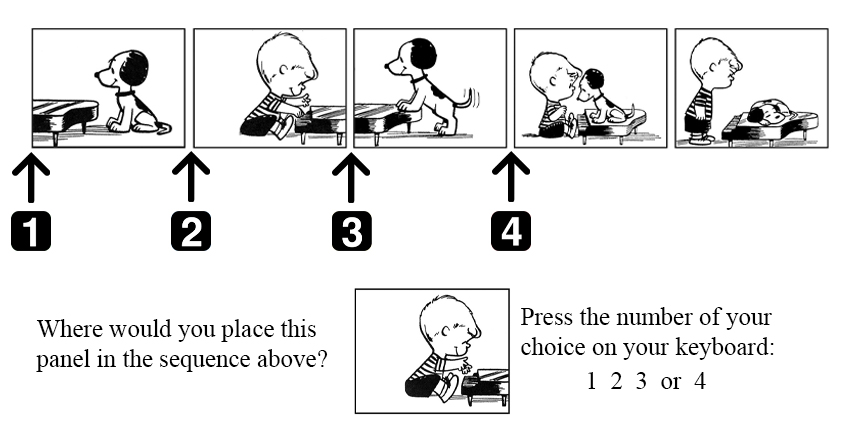 1
2
3
4
Where would you place this
panel in the sequence above?
Press the number of your
choice on your keyboard:
1 2 3 or 4